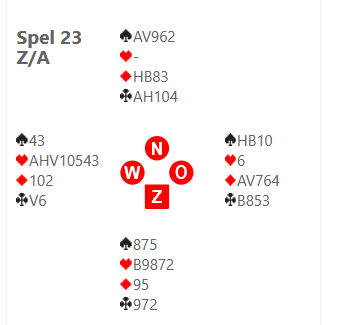 Spel 23
Z/A
♠AV962
♥-
♦HB83
♣AH104
♠43
♥AHV10543
♦102
♣V6
N
W O
Z
♠HB10
♥6
♦AV764
♣B853
♠875
♥B9872
♦95
♣972